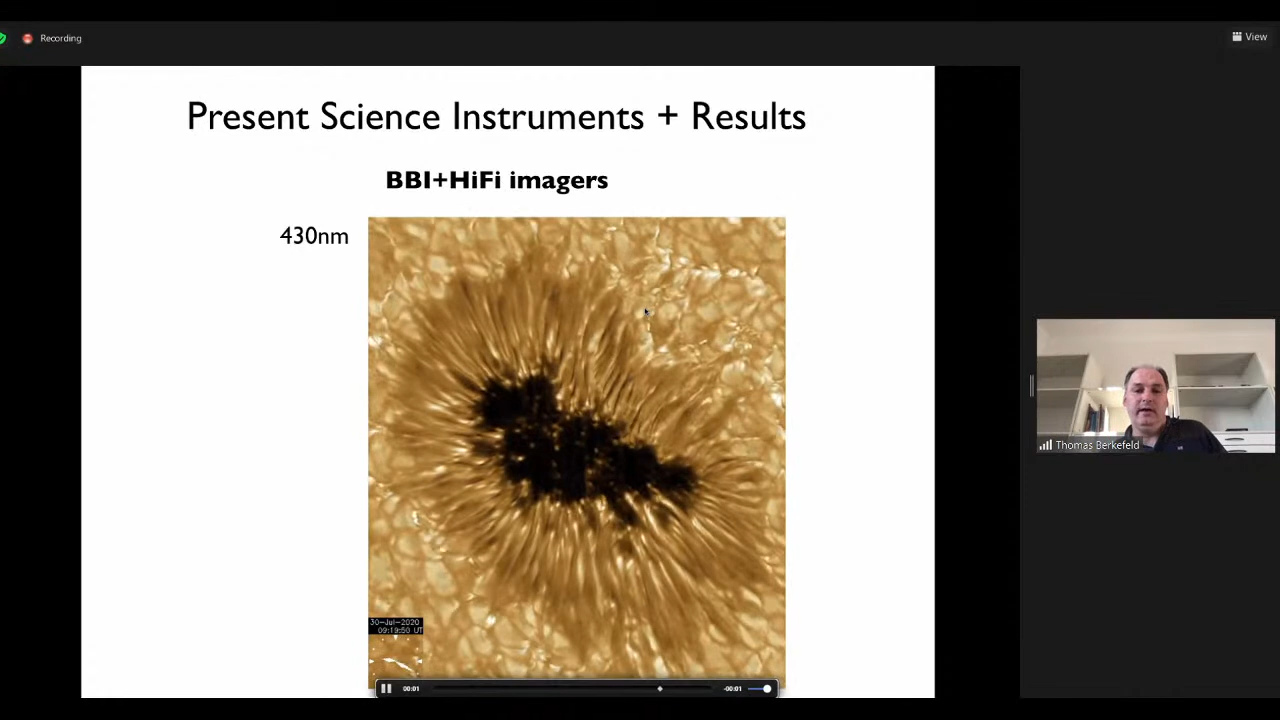 Recording
View
Present Science Instruments + Results
BBI+HiFi imagers
430nm
Thomas Berkefeld
30-Jul-2020
09:19:50 UT
00:01
-00:01